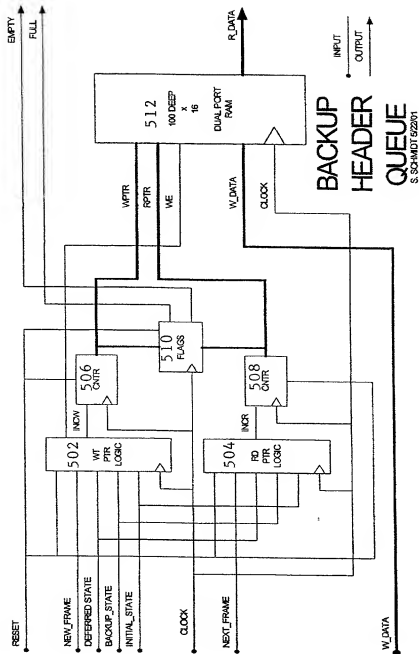 EMPTY
FULL
R_DATA
512
100 DEEP
x
16
DUAL PORT
RAM
WPTR
RPTR
WE
W_DATA
CLOCK
506
CNTR
510
FLAGS
508
CNTR
INCW
INCR
502
WT
PTR
LOGIC
504
RD
PTR
LOGIC
RESET
NEW_FRAME
DEFERRED STATE
BACKUP_STATE
INITIAL_STATE
CLOCK
NEXT_FRAME
W_DATA
INPUT
OUTPUT
BACKUP
HEADER
QUEUE
S. SCHMIDT 5/22/01